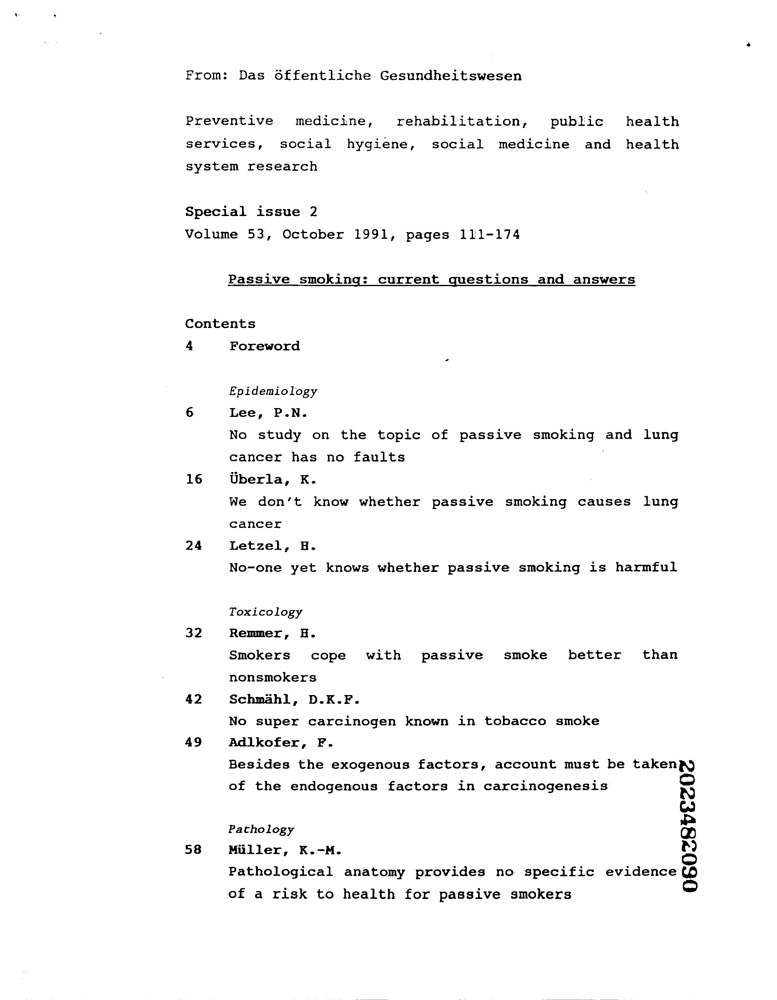 From: Das öffentliche Gesundheitswesen
Preventive medicine, rehabilitation, public health
services, social hygiene, social medicine and health
system research
Special issue 2
Volume 53, October 1991, pages 111-174
Passive smoking: current questions and answers
Contents
4 Foreword
Epidemiology
6 Lee, P.N.
No study on the topic of passive smoking and lung
cancer has no faults
16 Überla, K.
We don't know whether passive smoking causes lung
cancer
24 Letzel, H.
No-one yet knows whether passive smoking is harmful
Toxicology
32 Remmer, H.
Smokers cope with passive smoke better than
nonsmokers
42 Schmähl, D.K.F.
No super carcinogen known in tobacco smoke
49 Adlkofer, F.
Besides the exogenous factors, account must be taken
of the endogenous factors in carcinogenesis
Pathology
58 Müller, K.-M.
Pathological anatomy provides no specific evidence
of a risk to health for passive smokers
2023482090